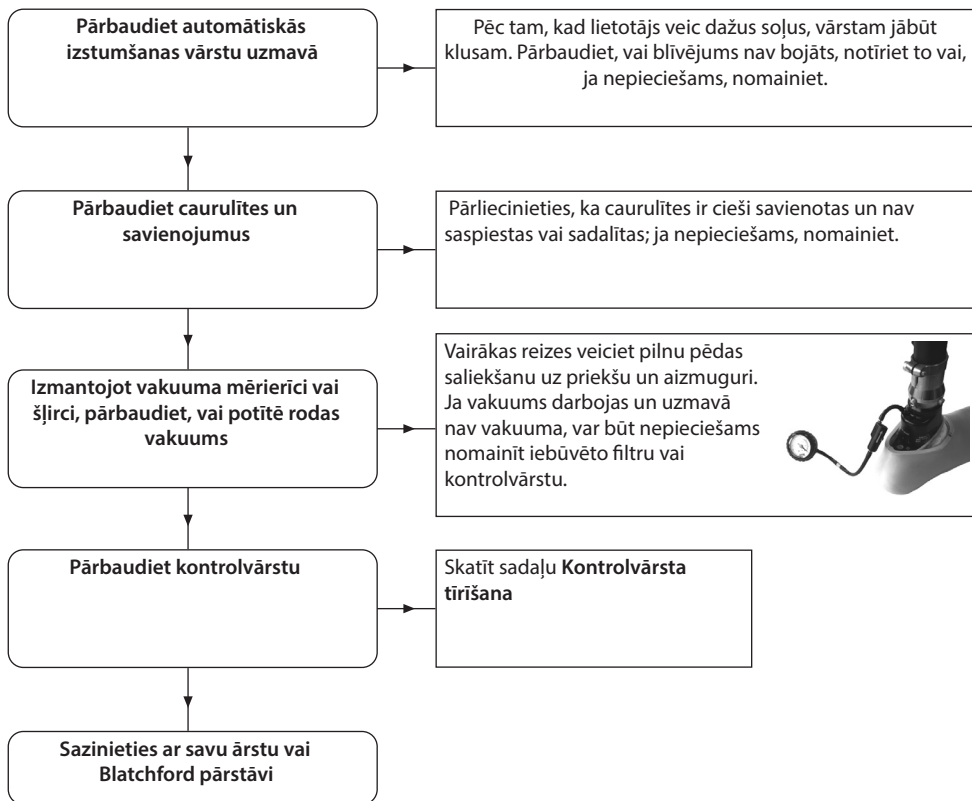 Pārbaudiet automātiskās
izstumšanas vārstu uzmavā
Pēc tam, kad lietotājs veic dažus soļus, vārstam jābūt
klusam. Pārbaudiet, vai blīvējums nav bojāts, notīriet to vai,
ja nepieciešams, nomainiet.
Pārbaudiet caurulītes un
savienojumus
Pārliecinieties, ka caurulītes ir cieši savienotas un nav
saspiestas vai sadalītas; ja nepieciešams, nomainiet.
Izmantojot vakuuma mērierīci vai
šļirci, pārbaudiet, vai potītē rodas
vakuums
Vairākas reizes veiciet pilnu pēdas
saliekšanu uz priekšu un aizmuguri.
Ja vakuums darbojas un uzmavā
nav vakuuma, var būt nepieciešams
nomainīt iebūvēto filtru vai
kontrolvārstu.
Pārbaudiet kontrolvārstu
Skatīt sadaļu Kontrolvārsta
tīrīšana
Sazinieties ar savu ārstu vai
Blatchford pārstāvi